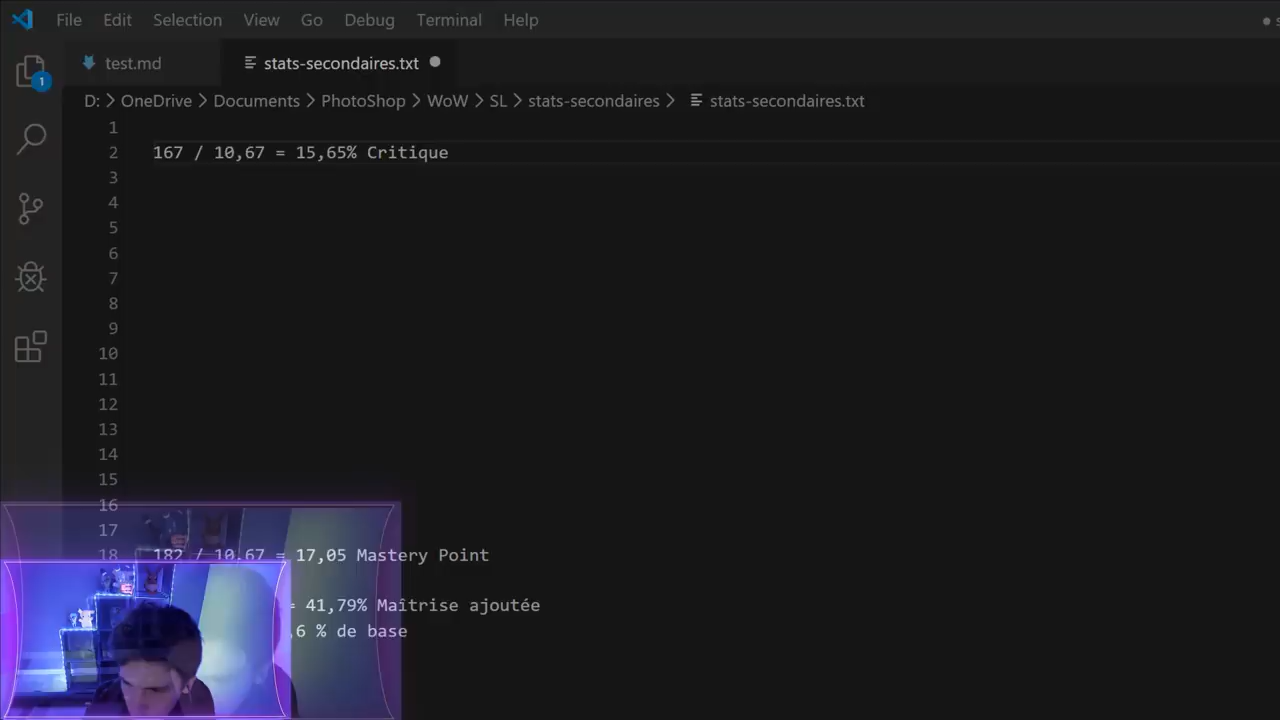 File Edit Selection View Go Debug Terminal Help
test.md stats-secondaires.txt
1
D: > OneDrive > Documents > PhotoShop > WoW > SL > stats-secondaires > stats-secondaires.txt
1
2 167 / 10,67 = 15,65% Critique
3
4
5
6
7
8
9
10
11
12
13
14
15
16
17
18 182 / 10,67 = 17,05 Mastery Point
= 41,79% Maîtrise ajoutée
,6 % de base